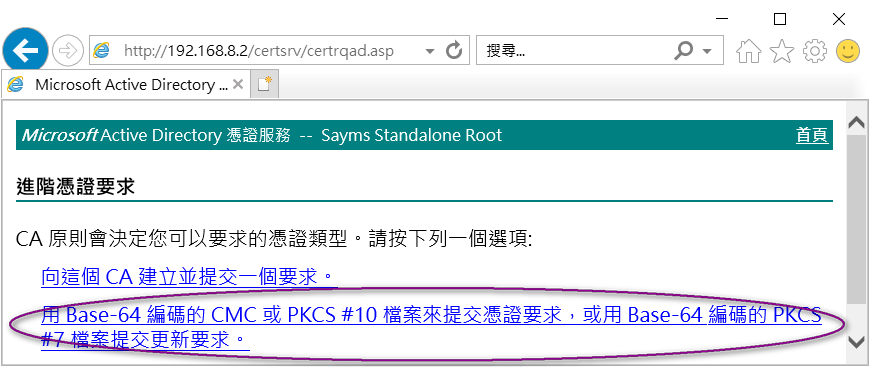 http://192.168.8.2/certsrv/certrqad.asp
搜尋...
Microsoft Active Directory ...
Microsoft Active Directory 憑證服務 -- Sayms Standalone Root
首頁
進階憑證要求
CA 原則會決定您可以要求的憑證類型。請按下列一個選項:
向這個 CA 建立並提交一個要求。
用 Base-64 編碼的 CMC 或 PKCS #10 檔案來提交憑證要求，或用 Base-64 編碼的 PKCS
#7 檔案提交更新要求。